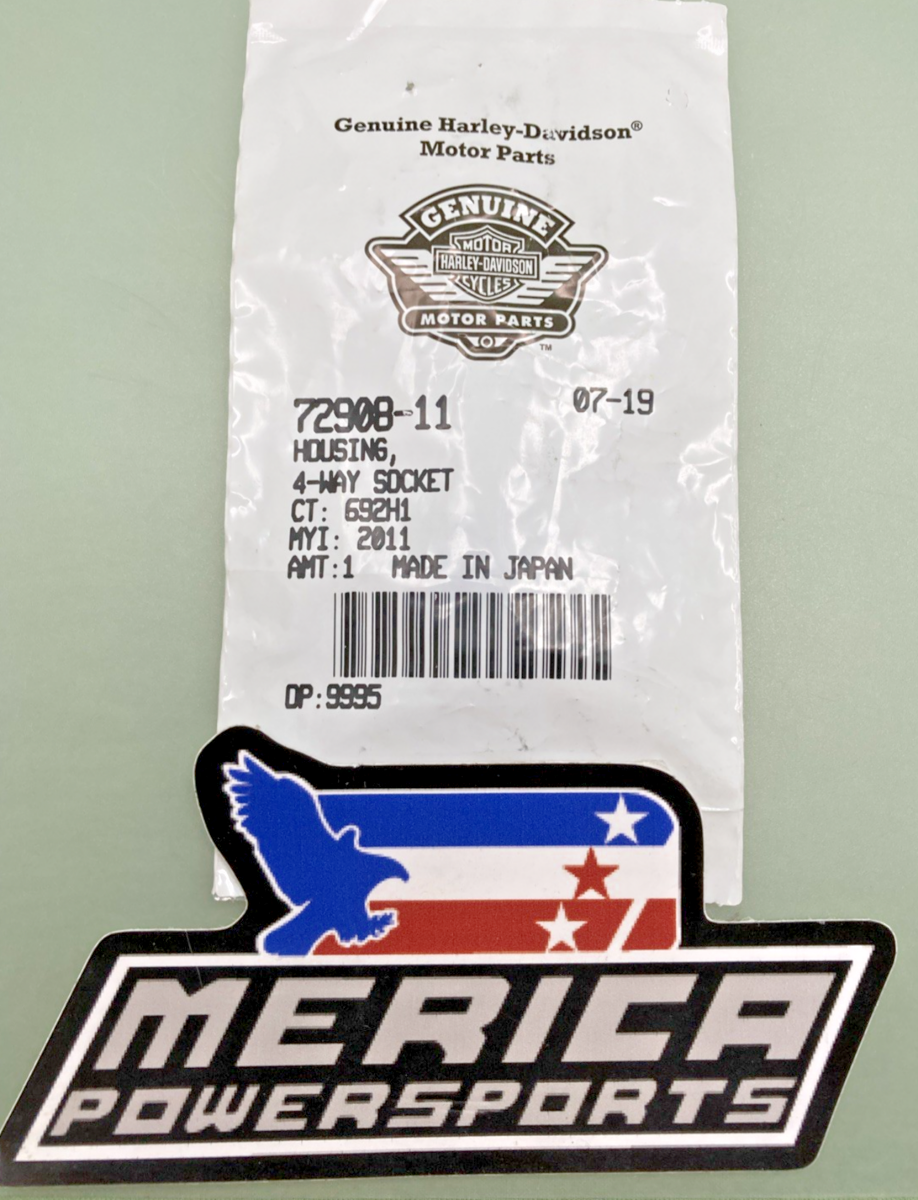 Genuine Harley-Davidson®
Motor Parts
GENUINE
MOTOR
HARLEY-DAVIDSON
CYCLES
MOTOR PARTS
TM
72908-11 07-19
HOUSING,
4-WAY SOCKET
CT: 692H1
MYI: 2011
AMT:1 MADE IN JAPAN
OP:9995
MERICA
POWERSPORTS